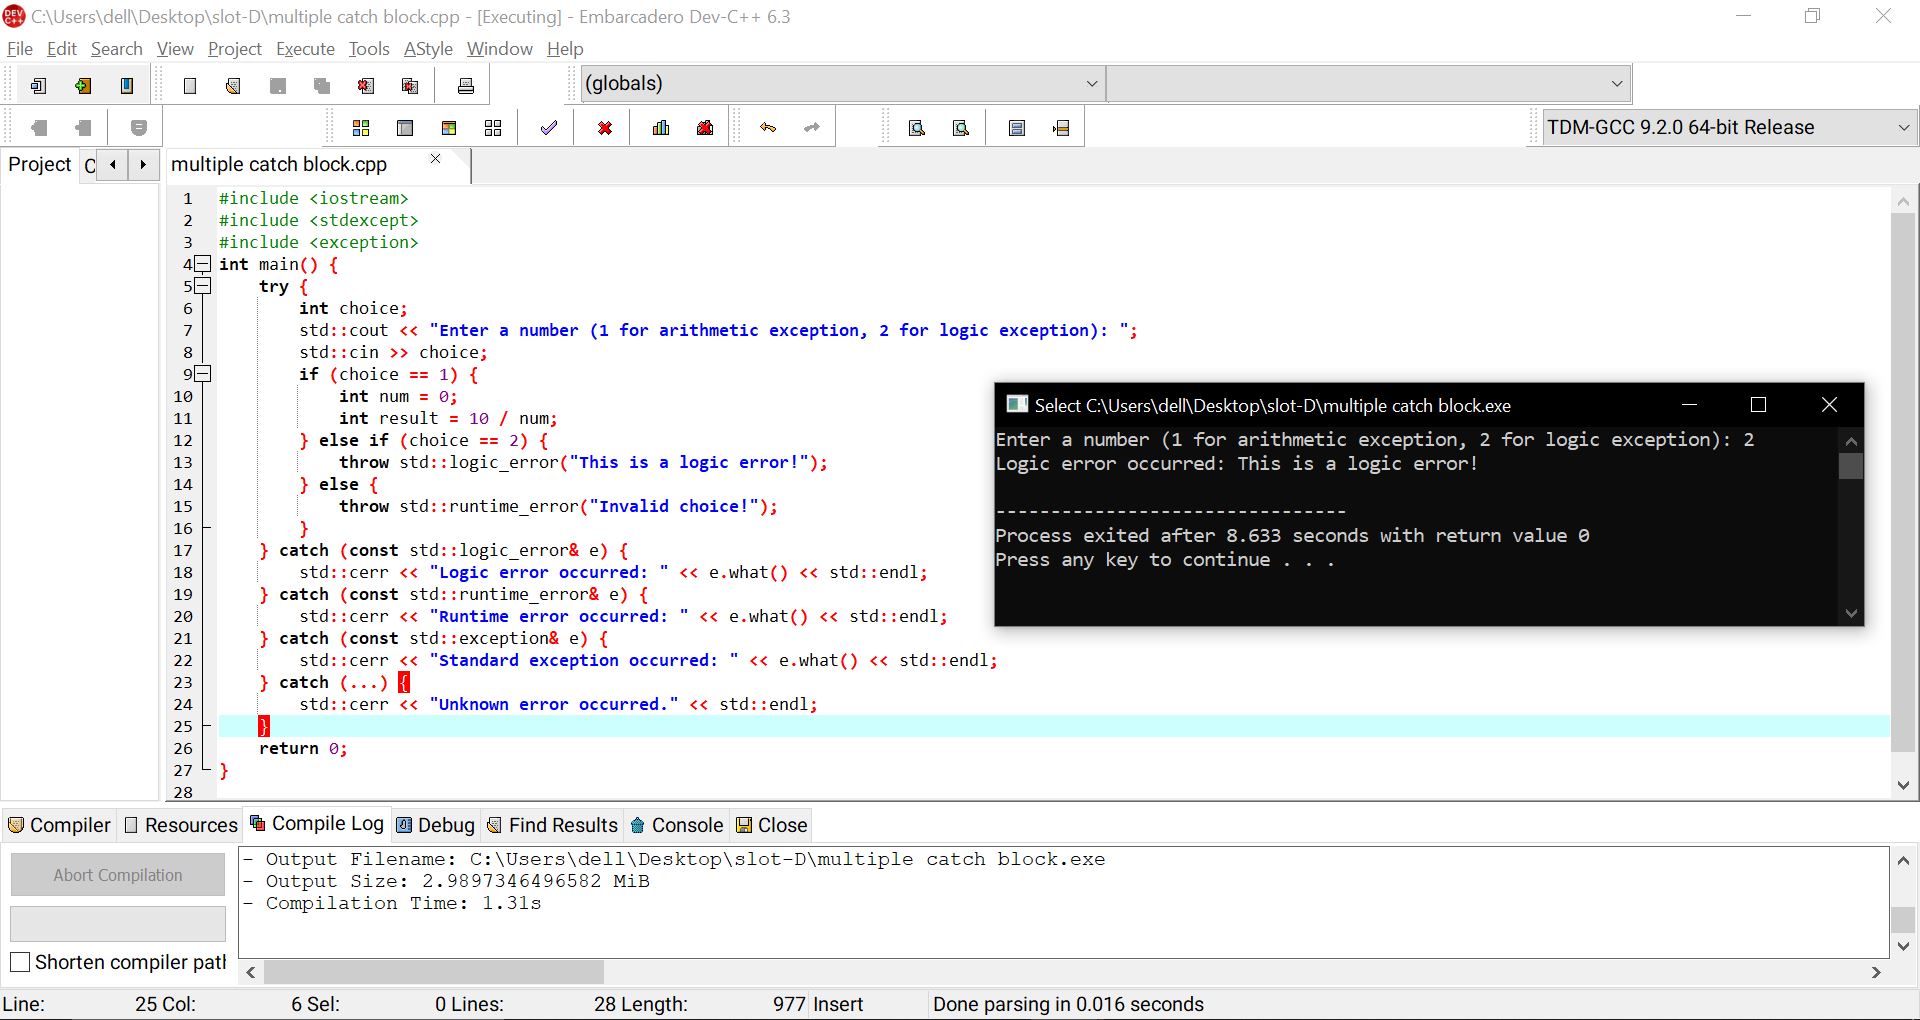 C:\Users\dell\Desktop\slot-D\multiple catch block.cpp - [Executing] - Embarcadero Dev-C++ 6.3
File Edit Search View Project Execute Tools AStyle Window Help
(globals)
TDM-GCC 9.2.0 64-bit Release
Project C multiple catch block.cpp
1 #include <iostream>
2 #include <stdexcept>
3 #include <exception>
4 int main() {
5     try {
6         int choice;
7         std::cout << "Enter a number (1 for arithmetic exception, 2 for logic exception): ";
8         std::cin >> choice;
9         if (choice == 1) {
10             int num = 0;
11             int result = 10 / num;
12         } else if (choice == 2) {
13             throw std::logic_error("This is a logic error!");
14         } else {
15             throw std::runtime_error("Invalid choice!");
16         }
17     } catch (const std::logic_error& e) {
18         std::cerr << "Logic error occurred: " << e.what() << std::endl;
19     } catch (const std::runtime_error& e) {
20         std::cerr << "Runtime error occurred: " << e.what() << std::endl;
21     } catch (const std::exception& e) {
22         std::cerr << "Standard exception occurred: " << e.what() << std::endl;
23     } catch (...) {
24         std::cerr << "Unknown error occurred." << std::endl;
25     }
26     return 0;
27 }
28
Select C:\Users\dell\Desktop\slot-D\multiple catch block.exe
Enter a number (1 for arithmetic exception, 2 for logic exception): 2
Logic error occurred: This is a logic error!
--------------------------------
Process exited after 8.633 seconds with return value 0
Press any key to continue . . .
Compiler Resources Compile Log Debug Find Results Console Close
Abort Compilation
Shorten compiler path
- Output Filename: C:\Users\dell\Desktop\slot-D\multiple catch block.exe
- Output Size: 2.9897346496582 MiB
- Compilation Time: 1.31s
Line: 25 Col: 6 Sel: 0 Lines: 28 Length: 977 Insert Done parsing in 0.016 seconds